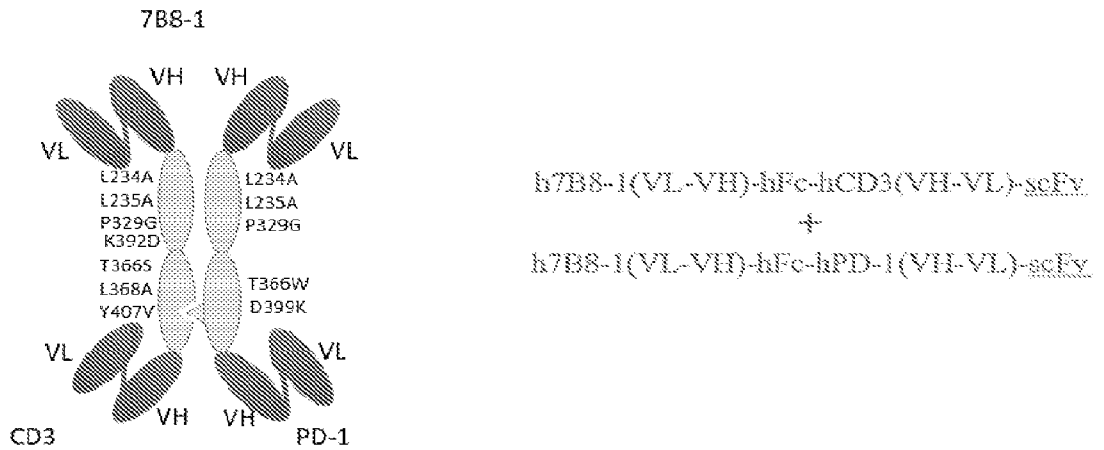 7B8-1
VH VH
VL VL
L234A L234A
L235A L235A
P329G P329G
K392D
T366S
L368A
Y407V
T366W
D399K
VL VL
VH VH
CD3 PD-1
h7B8-1(VL-VH)-hFc-hCD3(VH-VL)-scFv
+
h7B8-1(VL-VH)-hFc-hPD-1(VH-VL)-scFv